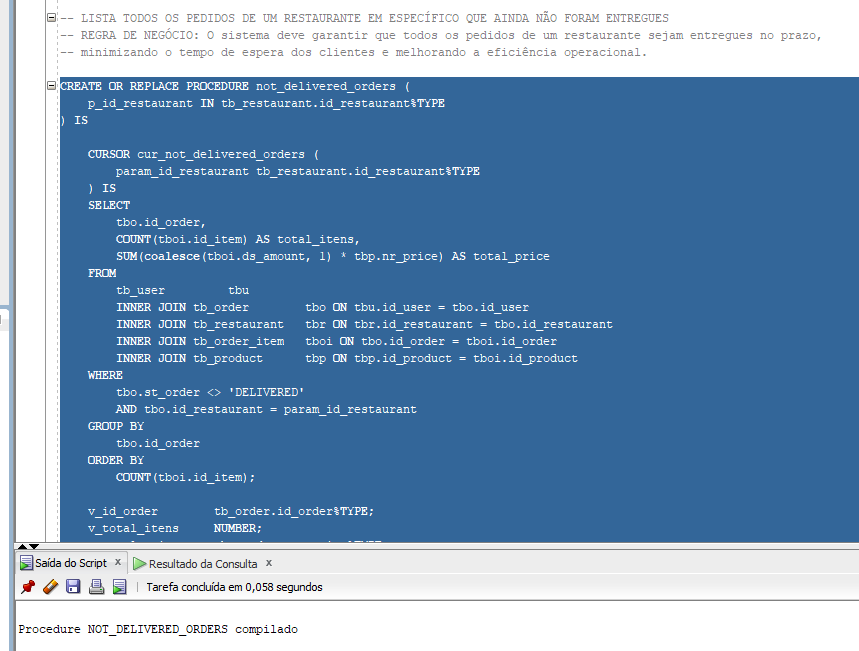 -- LISTA TODOS OS PEDIDOS DE UM RESTAURANTE EM ESPECÍFICO QUE AINDA NÃO FORAM ENTREGUES
-- REGRA DE NEGÓCIO: O sistema deve garantir que todos os pedidos de um restaurante sejam entregues no prazo,
-- minimizando o tempo de espera dos clientes e melhorando a eficiência operacional.
CREATE OR REPLACE PROCEDURE not_delivered_orders (
    p_id_restaurant IN tb_restaurant.id_restaurant%TYPE
) IS
    CURSOR cur_not_delivered_orders (
        param_id_restaurant tb_restaurant.id_restaurant%TYPE
    ) IS
    SELECT
        tbo.id_order,
        COUNT(tboi.id_item) AS total_itens,
        SUM(coalesce(tboi.ds_amount, 1) * tbp.nr_price) AS total_price
    FROM
        tb_user         tbu
        INNER JOIN tb_order        tbo ON tbu.id_user = tbo.id_user
        INNER JOIN tb_restaurant   tbr ON tbr.id_restaurant = tbo.id_restaurant
        INNER JOIN tb_order_item   tboi ON tbo.id_order = tboi.id_order
        INNER JOIN tb_product      tbp ON tbp.id_product = tboi.id_product
    WHERE
        tbo.st_order <> 'DELIVERED'
        AND tbo.id_restaurant = param_id_restaurant
    GROUP BY
        tbo.id_order
    ORDER BY
        COUNT(tboi.id_item);
    v_id_order        tb_order.id_order%TYPE;
    v_total_itens     NUMBER;
Saída do Script x Resultado da Consulta x
Tarefa concluída em 0,058 segundos
Procedure NOT_DELIVERED_ORDERS compilado